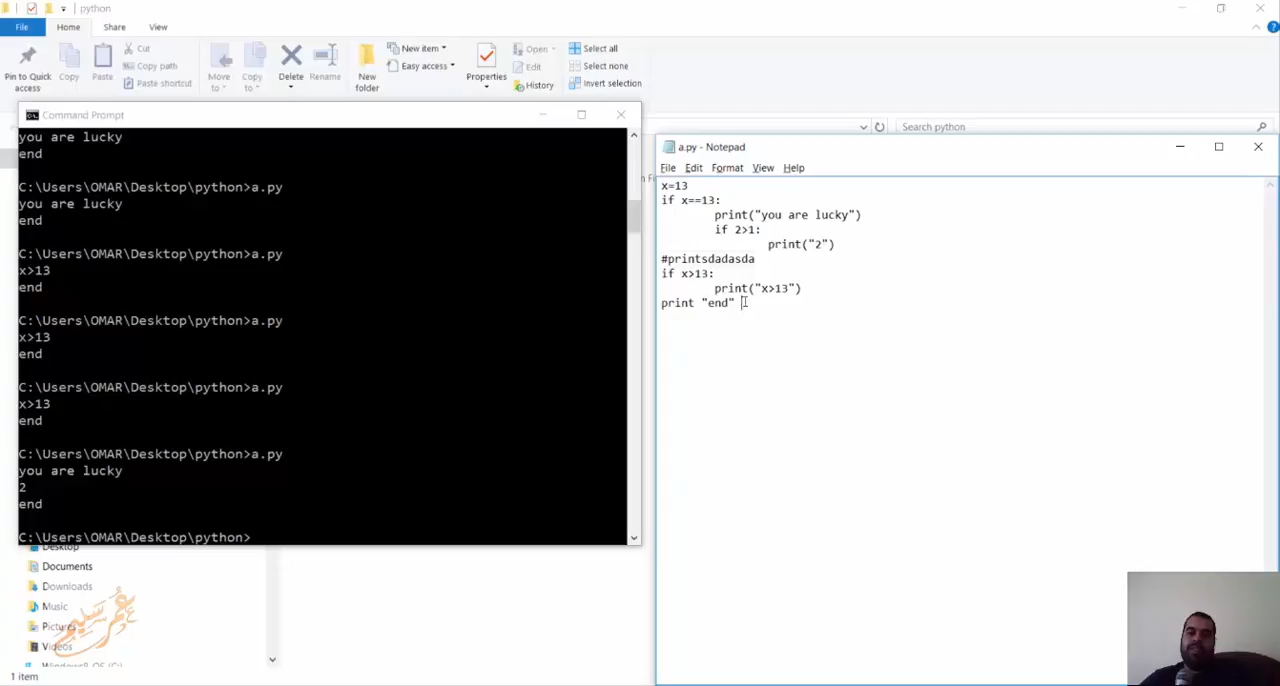 python
File
Home
Share
View
Pin to Quick access
Copy
Paste
Cut
Copy path
Paste shortcut
Move to
Copy to
Delete
Rename
New folder
New item
Easy access
Properties
Open
Edit
History
Select all
Select none
Invert selection
Search python
Command Prompt
you are lucky
end
C:\Users\OMAR\Desktop\python>a.py
you are lucky
end
C:\Users\OMAR\Desktop\python>a.py
x>13
end
C:\Users\OMAR\Desktop\python>a.py
x>13
end
C:\Users\OMAR\Desktop\python>a.py
x>13
end
C:\Users\OMAR\Desktop\python>a.py
you are lucky
2
end
C:\Users\OMAR\Desktop\python>
a.py - Notepad
File Edit Format View Help
x=13
if x==13:
print("you are lucky")
if 2>1:
print("2")
#printsdadasda
if x>13:
print("x>13")
print "end"
Desktop
Documents
Downloads
Music
Pictures
Videos
عمر سليم
1 item